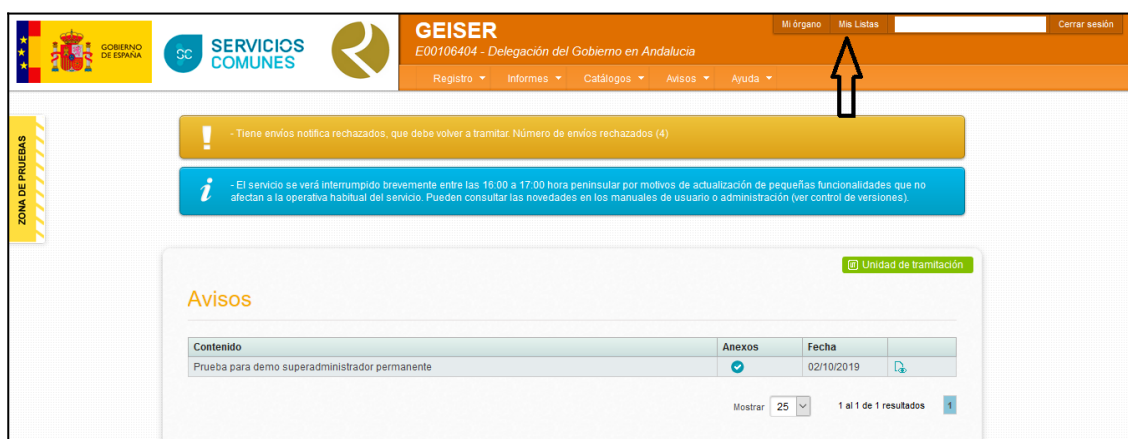 GOBIERNO
DE ESPAÑA
SC
SERVICIOS
COMUNES
GEISER
E00106404 - Delegación del Gobierno en Andalucia
Mi órgano Mis Listas Cerrar sesión
Registro Informes Catálogos Avisos Ayuda
ZONA DE PRUEBAS
- Tiene envíos notifica rechazados, que debe volver a tramitar. Número de envíos rechazados (4)
- El servicio se verá interrumpido brevemente entre las 16:00 a 17:00 hora peninsular por motivos de actualización de pequeñas funcionalidades que no
afectan a la operativa habitual del servicio. Pueden consultar las novedades en los manuales de usuario o administración (ver control de versiones).
Unidad de tramitación
Avisos
Contenido Anexos Fecha
Prueba para demo superadministrador permanente 02/10/2019
Mostrar 25 1 al 1 de 1 resultados 1